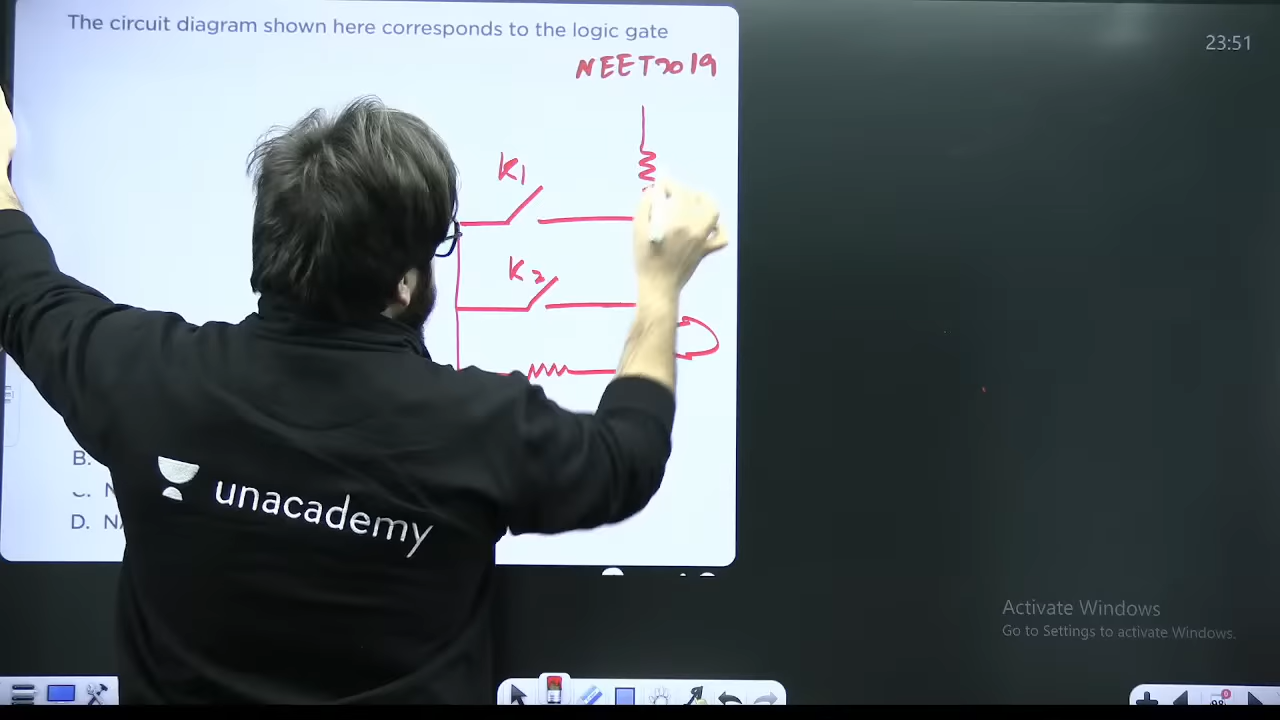 The circuit diagram shown here corresponds to the logic gate
23:51
NEET2019
K1
K2
B.
C. N
D. NA
unacademy
Activate Windows
Go to Settings to activate Windows.